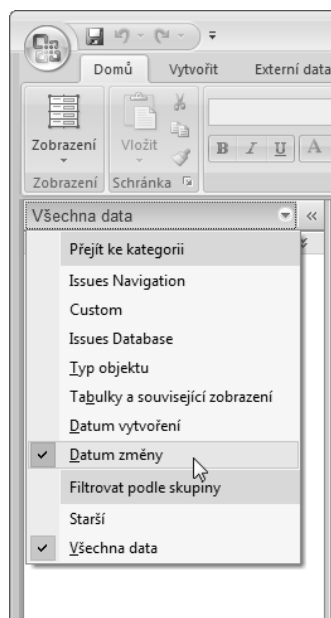 Domů Vytvořit Externí data
Zobrazení Vložit B I U A
Zobrazení Schránka
Všechna data
Přejít ke kategorii
Issues Navigation
Custom
Issues Database
Typ objektu
Tabulky a související zobrazení
Datum vytvoření
Datum změny
Filtrovat podle skupiny
Starší
Všechna data